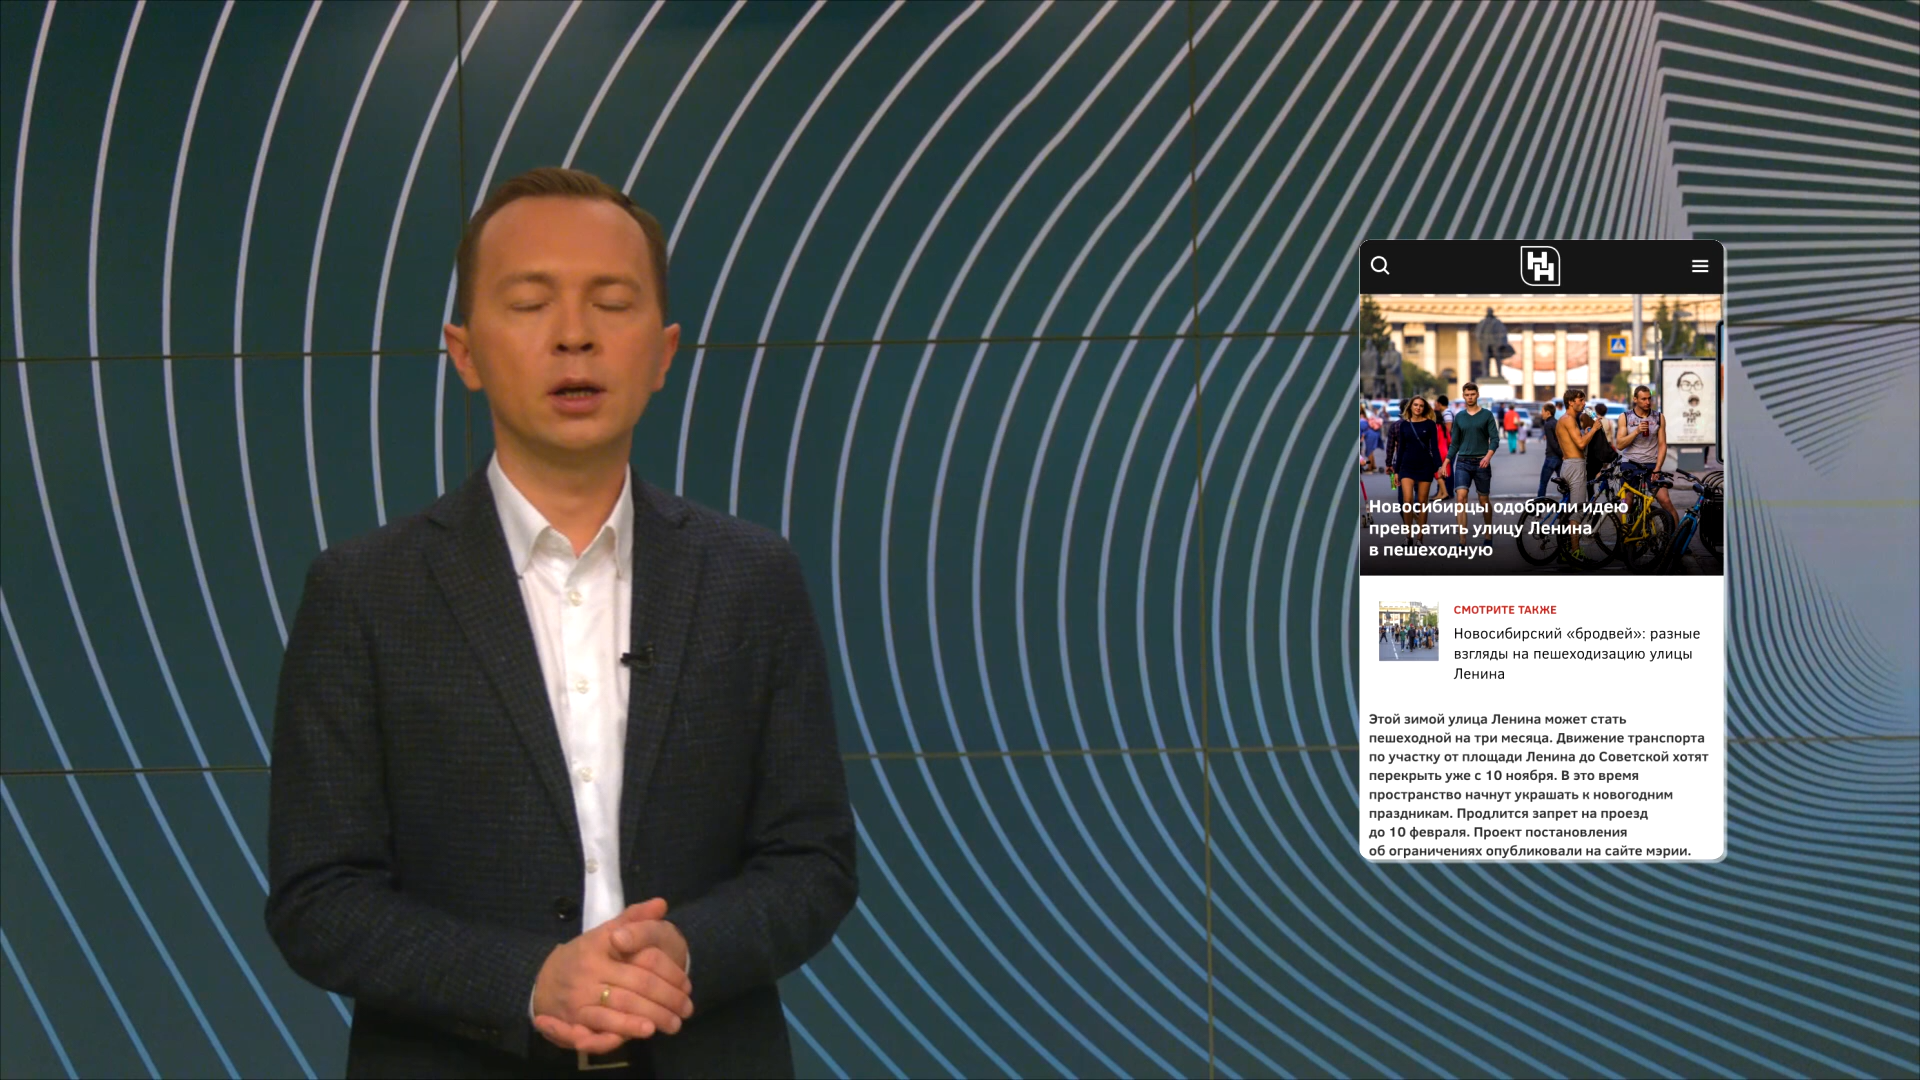 НН
Новосибирцы одобрили идею
превратить улицу Ленина
в пешеходную
СМОТРИТЕ ТАКЖЕ
Новосибирский «бродвей»: разные
взгляды на пешеходизацию улицы
Ленина
Этой зимой улица Ленина может стать
пешеходной на три месяца. Движение транспорта
по участку от площади Ленина до Советской хотят
перекрыть уже с 10 ноября. В это время
пространство начнут украшать к новогодним
праздникам. Продлится запрет на проезд
до 10 февраля. Проект постановления
об ограничениях опубликовали на сайте мэрии.